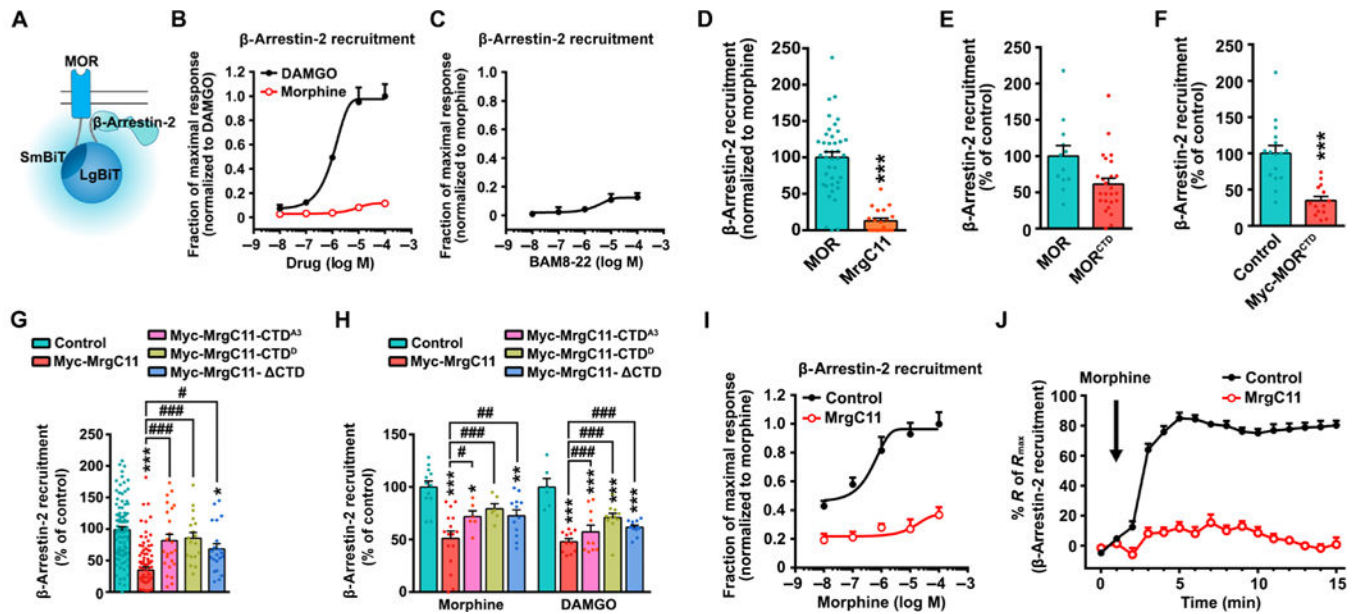 A
MOR
β-Arrestin-2
SmBiT
LgBiT
B
β-Arrestin-2 recruitment
Fraction of maximal response
(normalized to DAMGO)
1.2
1.0
0.8
0.6
0.4
0.2
0
DAMGO
Morphine
−9 −8 −7 −6 −5 −4 −3
Drug (log M)
C
β-Arrestin-2 recruitment
Fraction of maximal response
(normalized to morphine)
1.0
0.8
0.6
0.4
0.2
0
−9 −8 −7 −6 −5 −4 −3
BAM8-22 (log M)
D
β-Arrestin-2 recruitment
(normalized to morphine)
250
200
150
100
50
0
***
MOR
MrgC11
E
β-Arrestin-2 recruitment
(% of control)
250
200
150
100
50
0
MOR
MOR^CTD
F
β-Arrestin-2 recruitment
(% of control)
250
200
150
100
50
0
***
Control
Myc-MOR^CTD
G
Control
Myc-MrgC11
Myc-MrgC11-CTD^A3
Myc-MrgC11-CTD^D
Myc-MrgC11- ΔCTD
β-Arrestin-2 recruitment
(% of control)
250
200
150
100
50
0
#
###
###
***
*
H
Control
Myc-MrgC11
Myc-MrgC11-CTD^A3
Myc-MrgC11-CTD^D
Myc-MrgC11- ΔCTD
β-Arrestin-2 recruitment
(% of control)
150
100
50
0
##
###
#
***
*
**
###
###
###
***
***
***
***
Morphine
DAMGO
I
β-Arrestin-2 recruitment
Fraction of maximal response
(normalized to morphine)
1.4
1.2
1.0
0.8
0.6
0.4
0.2
0
Control
MrgC11
−9 −8 −7 −6 −5 −4 −3
Morphine (log M)
J
% R of Rmax
(β-Arrestin-2 recruitment)
100
80
60
40
20
0
−20
Morphine
Control
MrgC11
0 5 10 15
Time (min)